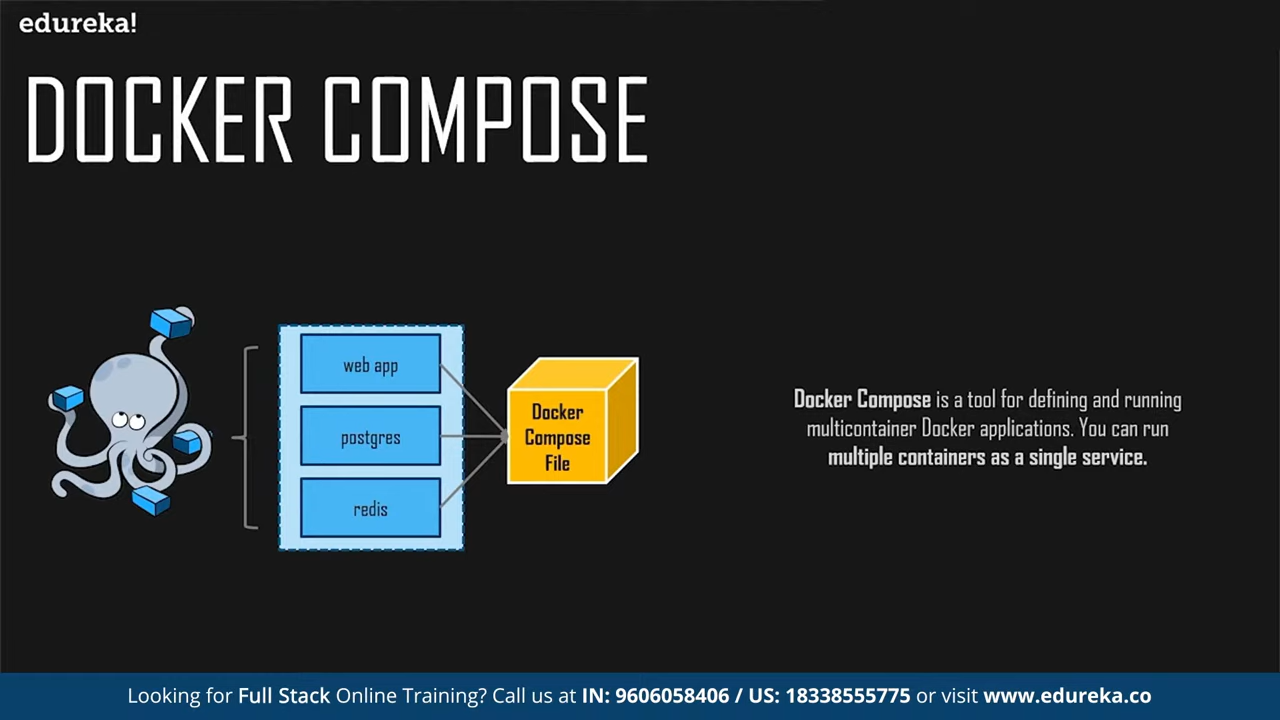 edureka!
DOCKER COMPOSE
web app
postgres
redis
Docker
Compose
File
Docker Compose is a tool for defining and running
multicontainer Docker applications. You can run
multiple containers as a single service.
Looking for Full Stack Online Training? Call us at IN: 9606058406 / US: 18338555775 or visit www.edureka.co